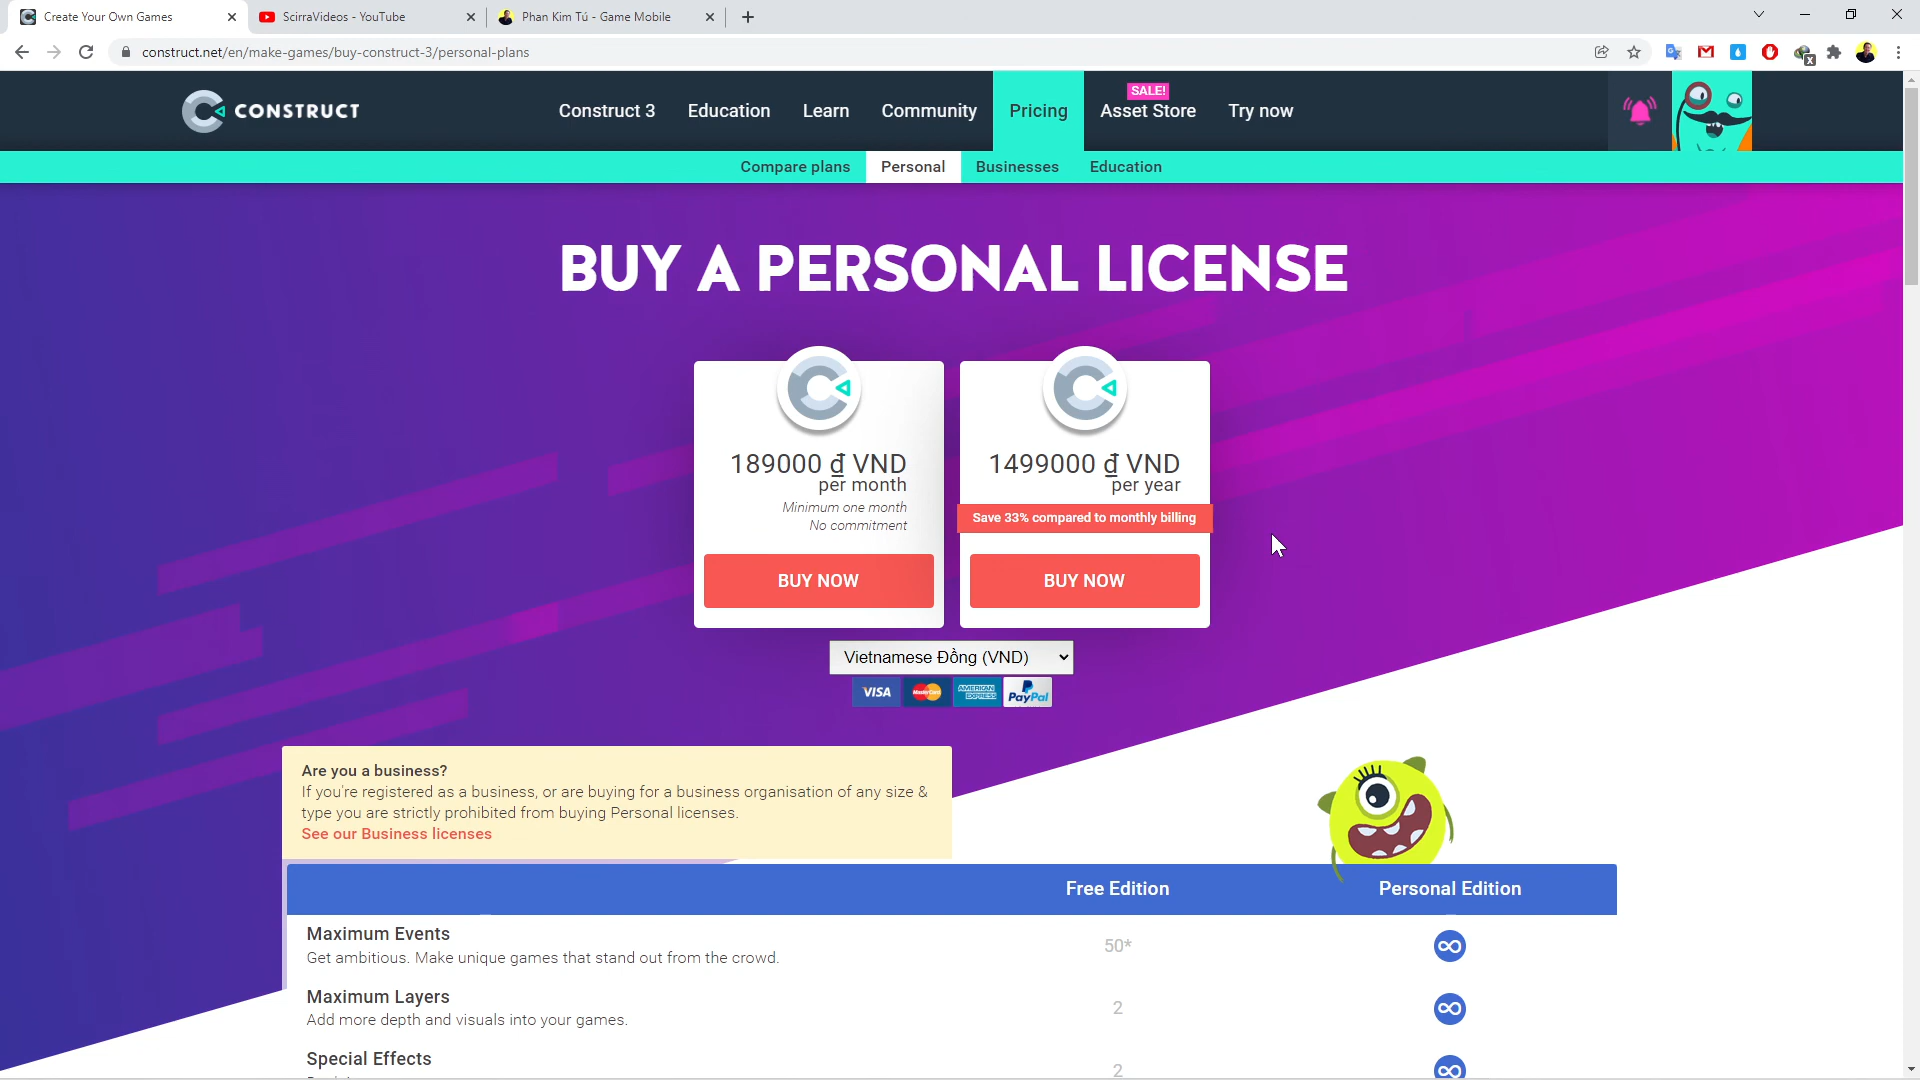 Create Your Own Games
ScirraVideos - YouTube
Phan Kim Tú - Game Mobile
construct.net/en/make-games/buy-construct-3/personal-plans
CONSTRUCT
Construct 3
Education
Learn
Community
Pricing
SALE!
Asset Store
Try now
Compare plans
Personal
Businesses
Education
BUY A PERSONAL LICENSE
189000 ₫ VND
per month
Minimum one month
No commitment
BUY NOW
1499000 ₫ VND
per year
Save 33% compared to monthly billing
BUY NOW
Vietnamese Đồng (VND)
VISA
MasterCard
AMERICAN EXPRESS
PayPal
Are you a business?
If you're registered as a business, or are buying for a business organisation of any size &
type you are strictly prohibited from buying Personal licenses.
See our Business licenses
Free Edition
Personal Edition
Maximum Events
Get ambitious. Make unique games that stand out from the crowd.
50*
Maximum Layers
Add more depth and visuals into your games.
2
Special Effects
2